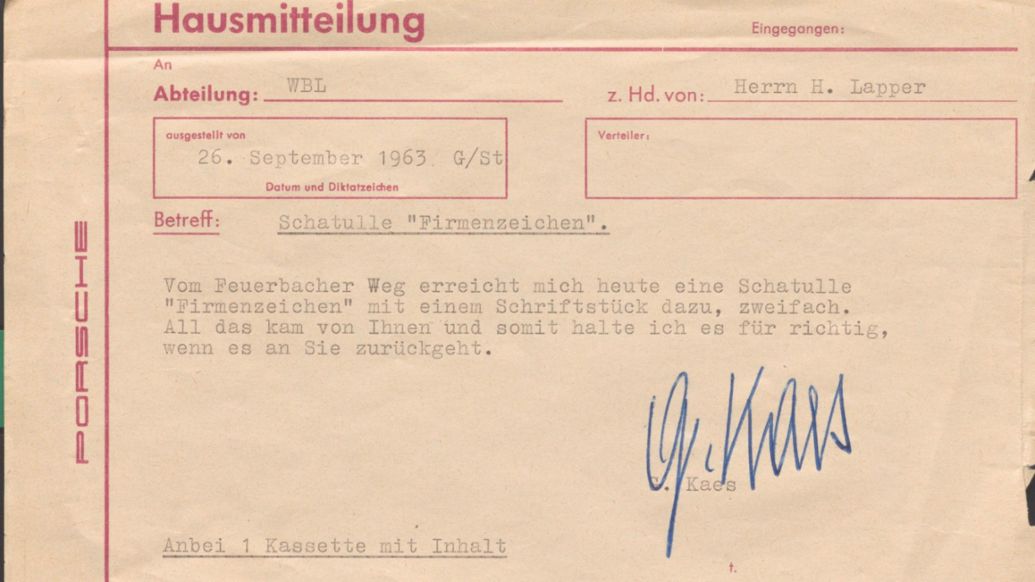 Hausmitteilung
Eingegangen:
An
Abteilung: WBL
z. Hd. von: Herrn H. Lapper
ausgestellt von
26. September 1963 G/St
Datum und Diktatzeichen
Verteiler:
Betreff: Schatulle "Firmenzeichen".
PORSCHE
Vom Feuerbacher Weg erreicht mich heute eine Schatulle
"Firmenzeichen" mit einem Schriftstück dazu, zweifach.
All das kam von Ihnen und somit halte ich es für richtig,
wenn es an Sie zurückgeht.
G. Kaes
G. Kaes
Anbei 1 Kassette mit Inhalt
t.